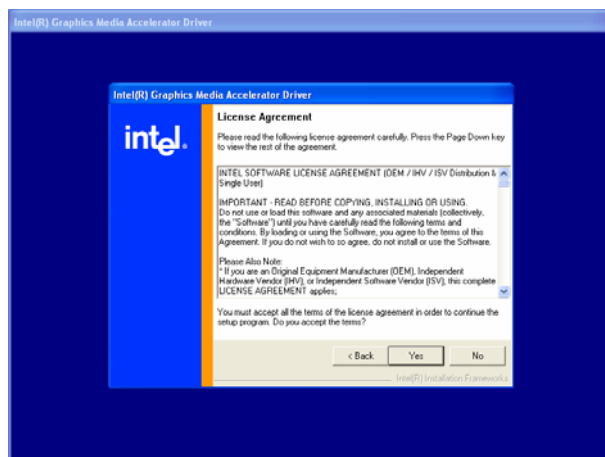 Intel(R) Graphics Media Accelerator Driver
Intel(R) Graphics Media Accelerator Driver
intel.
License Agreement
Please read the following license agreement carefully. Press the Page Down key
to view the rest of the agreement.
INTEL SOFTWARE LICENSE AGREEMENT (OEM / IHV / ISV Distribution &
Single User)
IMPORTANT - READ BEFORE COPYING, INSTALLING OR USING.
Do not use or load this software and any associated materials (collectively,
the "Software") until you have carefully read the following terms and
conditions. By loading or using the Software, you agree to the terms of this
Agreement. If you do not wish to so agree, do not install or use the Software.
Please Also Note:
* If you are an Original Equipment Manufacturer (OEM), Independent
Hardware Vendor (IHV), or Independent Software Vendor (ISV), this complete
LICENSE AGREEMENT applies;
You must accept all the terms of the license agreement in order to continue the
setup program. Do you accept the terms?
< Back Yes No
Intel(R) Installation Frameworks